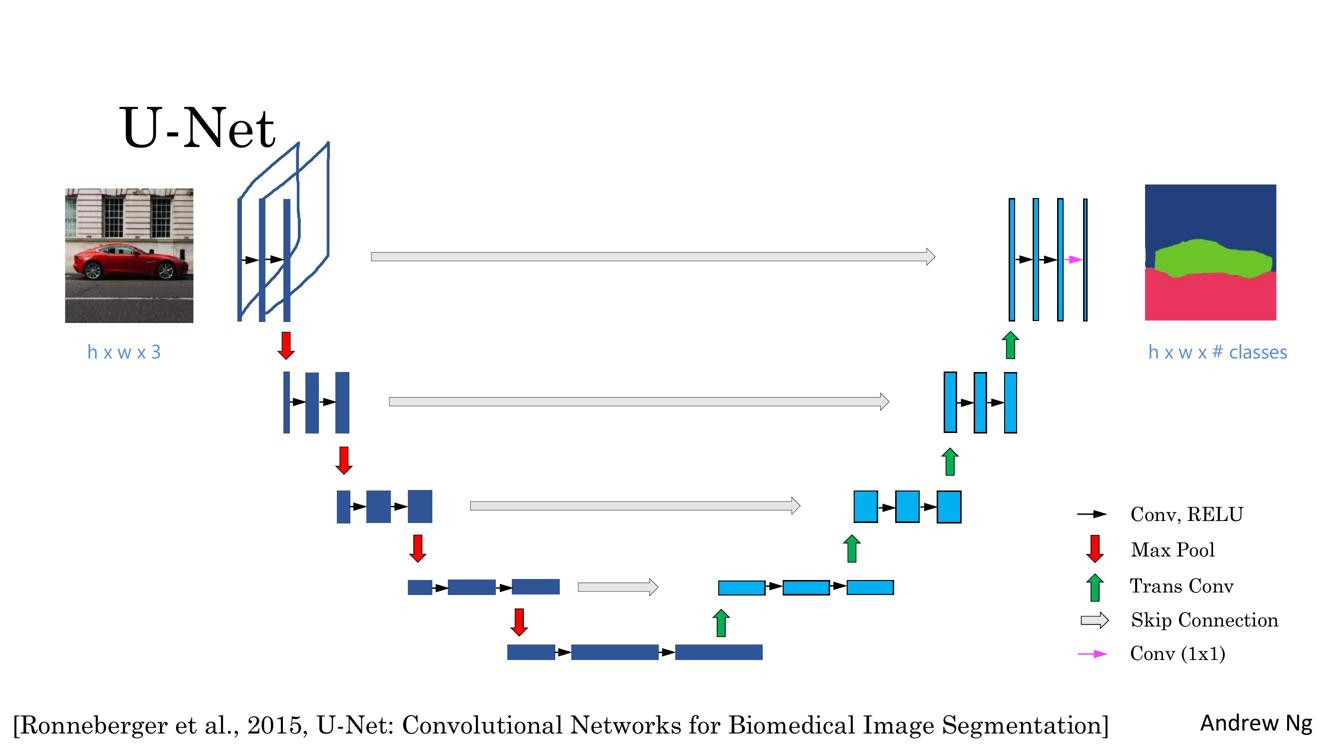 U-Net
h x w x 3
h x w x # classes
Conv, RELU
Max Pool
Trans Conv
Skip Connection
Conv (1x1)
[Ronneberger et al., 2015, U-Net: Convolutional Networks for Biomedical Image Segmentation]
Andrew Ng